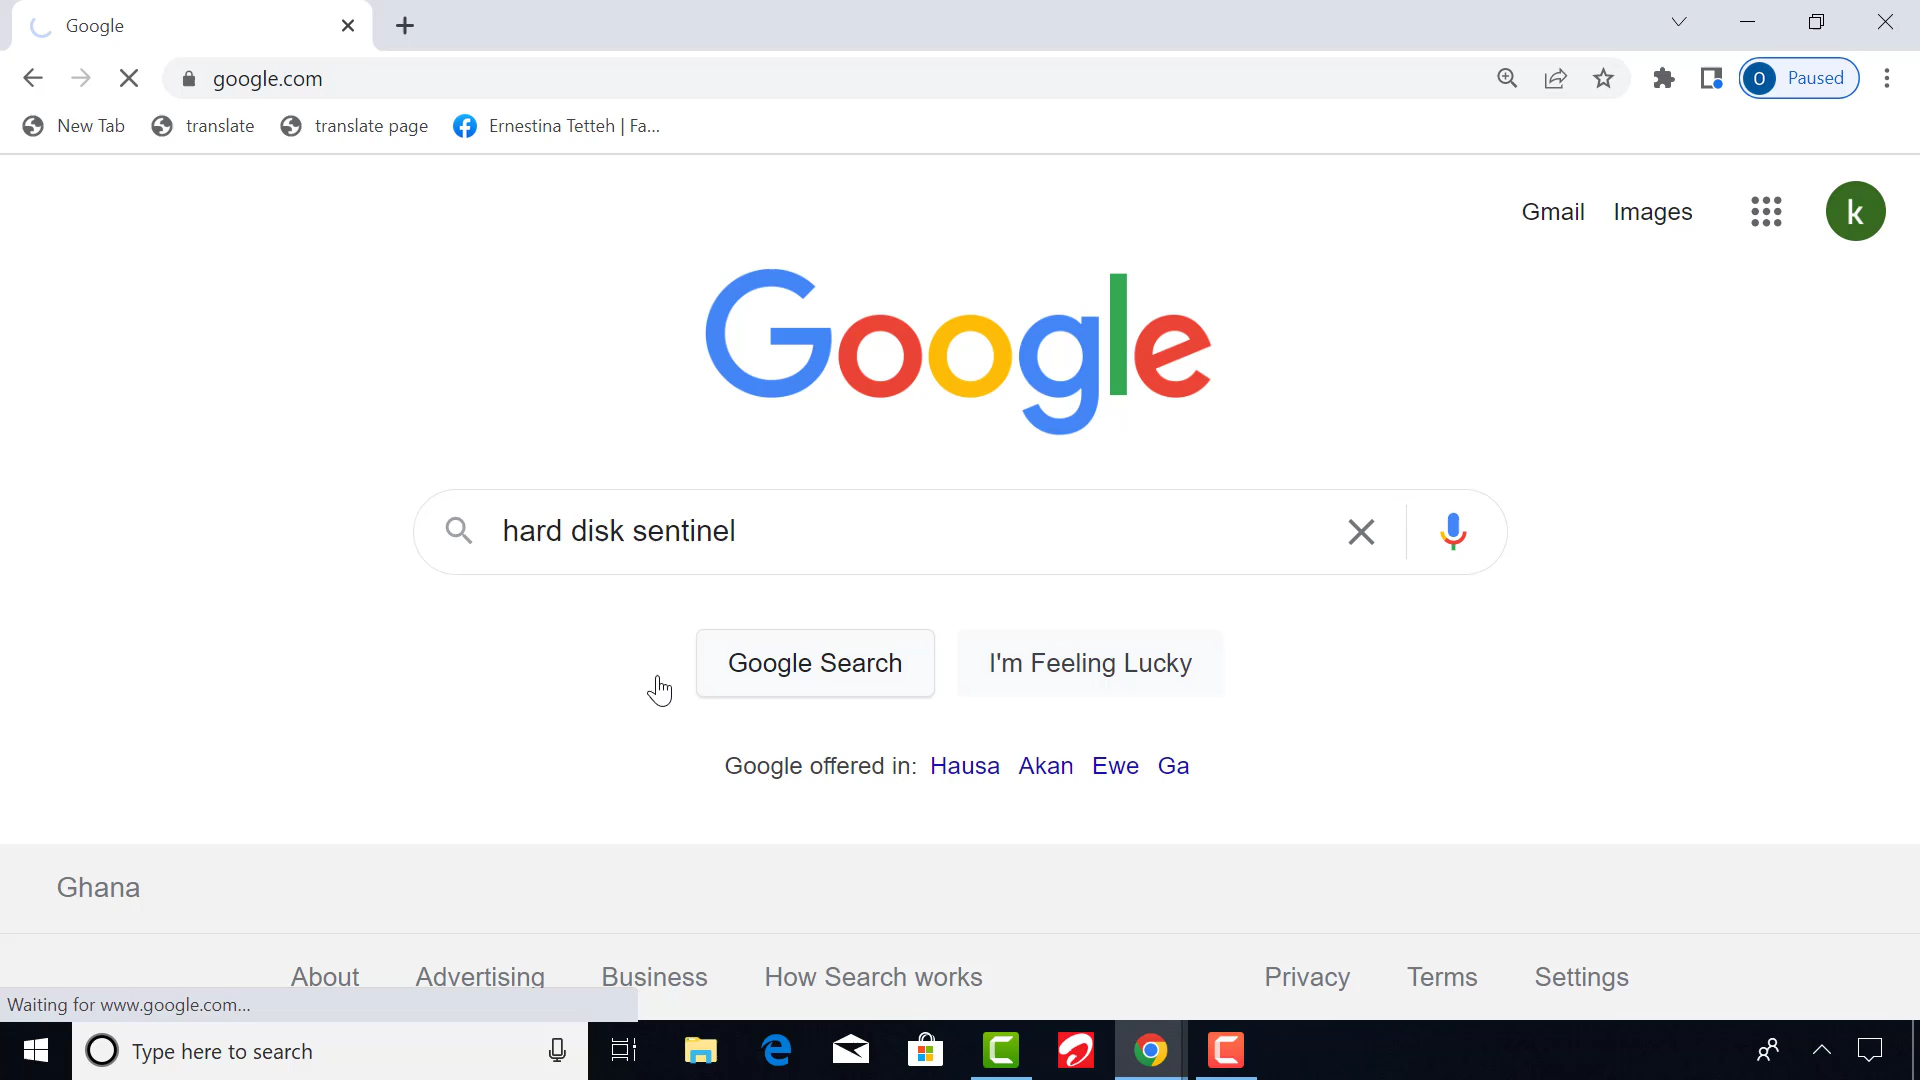 Google
google.com
Paused
O
New Tab
translate
translate page
Ernestina Tetteh | Fa...
Gmail
Images
k
Google
hard disk sentinel
Google Search
I'm Feeling Lucky
Google offered in: Hausa Akan Ewe Ga
Ghana
About
Advertising
Business
How Search works
Privacy
Terms
Settings
Waiting for www.google.com...
Type here to search